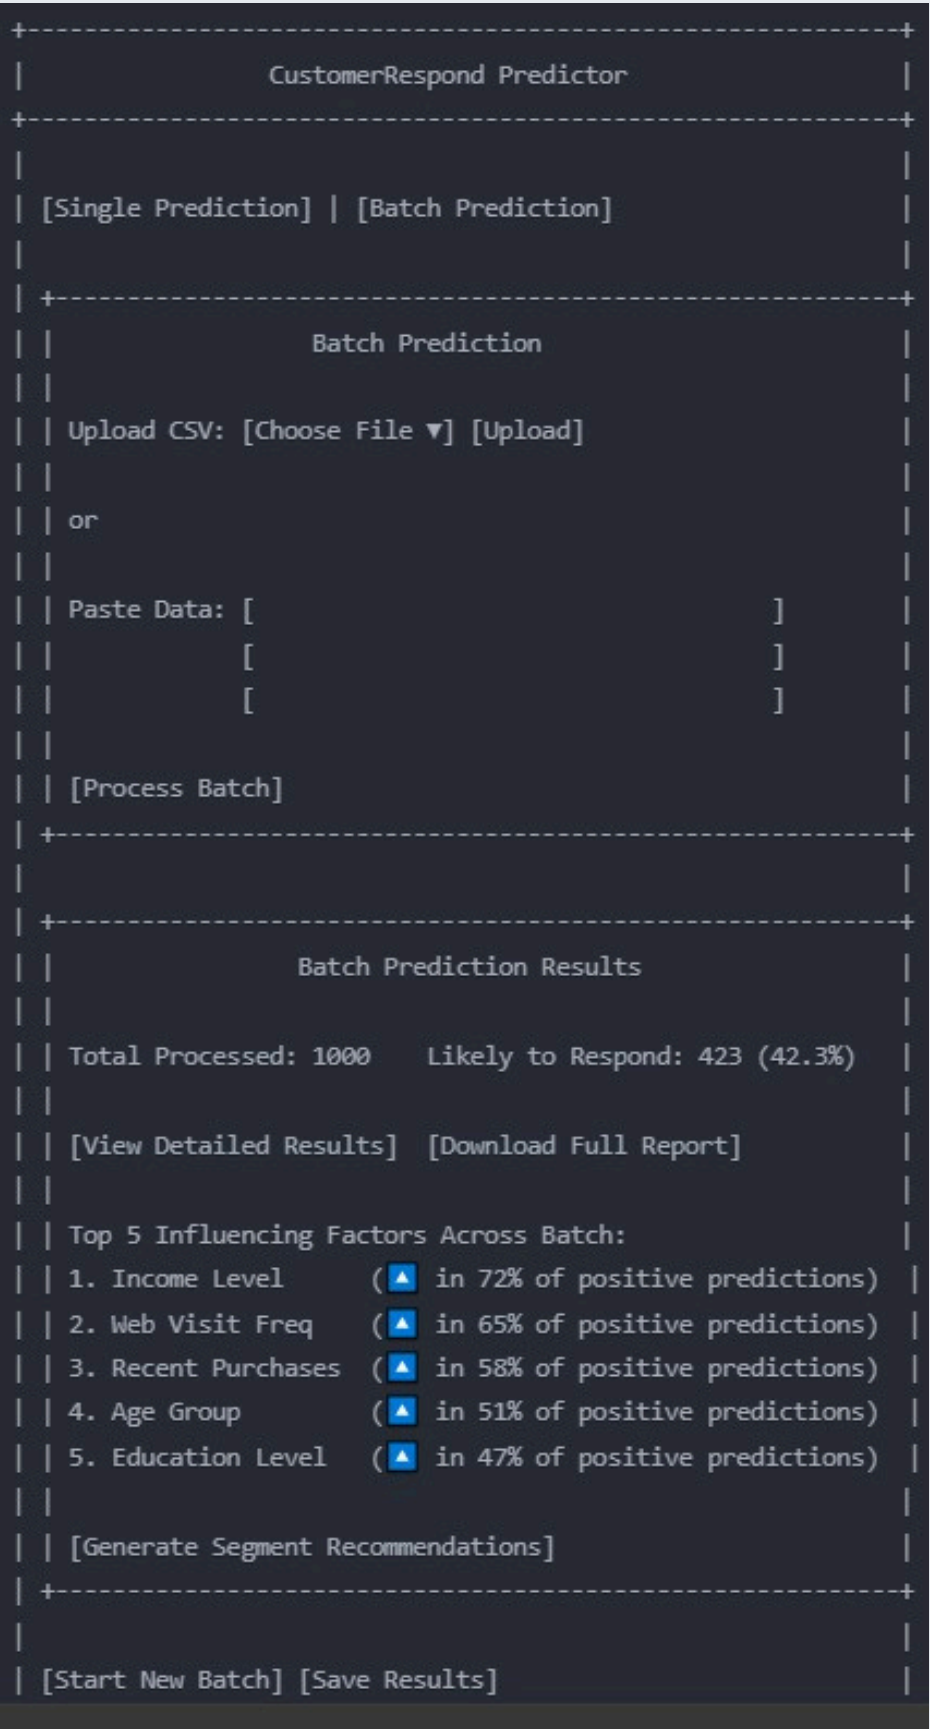 CustomerRespond Predictor
[Single Prediction] | [Batch Prediction]
Batch Prediction
Upload CSV: [Choose File ▼] [Upload]
or
Paste Data: [ ]
[ ]
[ ]
[Process Batch]
Batch Prediction Results
Total Processed: 1000 Likely to Respond: 423 (42.3%)
[View Detailed Results] [Download Full Report]
Top 5 Influencing Factors Across Batch:
1. Income Level (🔼 in 72% of positive predictions)
2. Web Visit Freq (🔼 in 65% of positive predictions)
3. Recent Purchases (🔼 in 58% of positive predictions)
4. Age Group (🔼 in 51% of positive predictions)
5. Education Level (🔼 in 47% of positive predictions)
[Generate Segment Recommendations]
[Start New Batch] [Save Results]